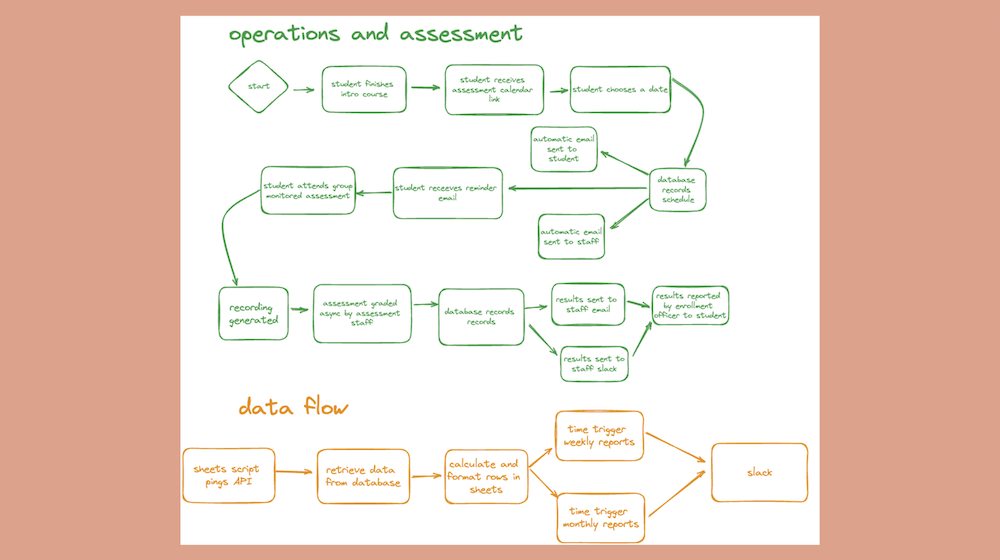 operations and assessment
start
student finishes
intro course
student receives
assessment calendar
link
student chooses a date
automatic email
sent to
student
database
records
schedule
automatic email
sent to staff
student receeves reminder
email
student attends group
monitored assessment
recording
generated
assessment graded
async by assessment
staff
database records
records
results sent to
staff email
results sent to
staff slack
results reported
by enrollment
officer to student
data flow
sheets script
pings API
retrieve data
from database
calculate and
format rows in
sheets
time trigger
weekly reports
time trigger
monthly reports
slack